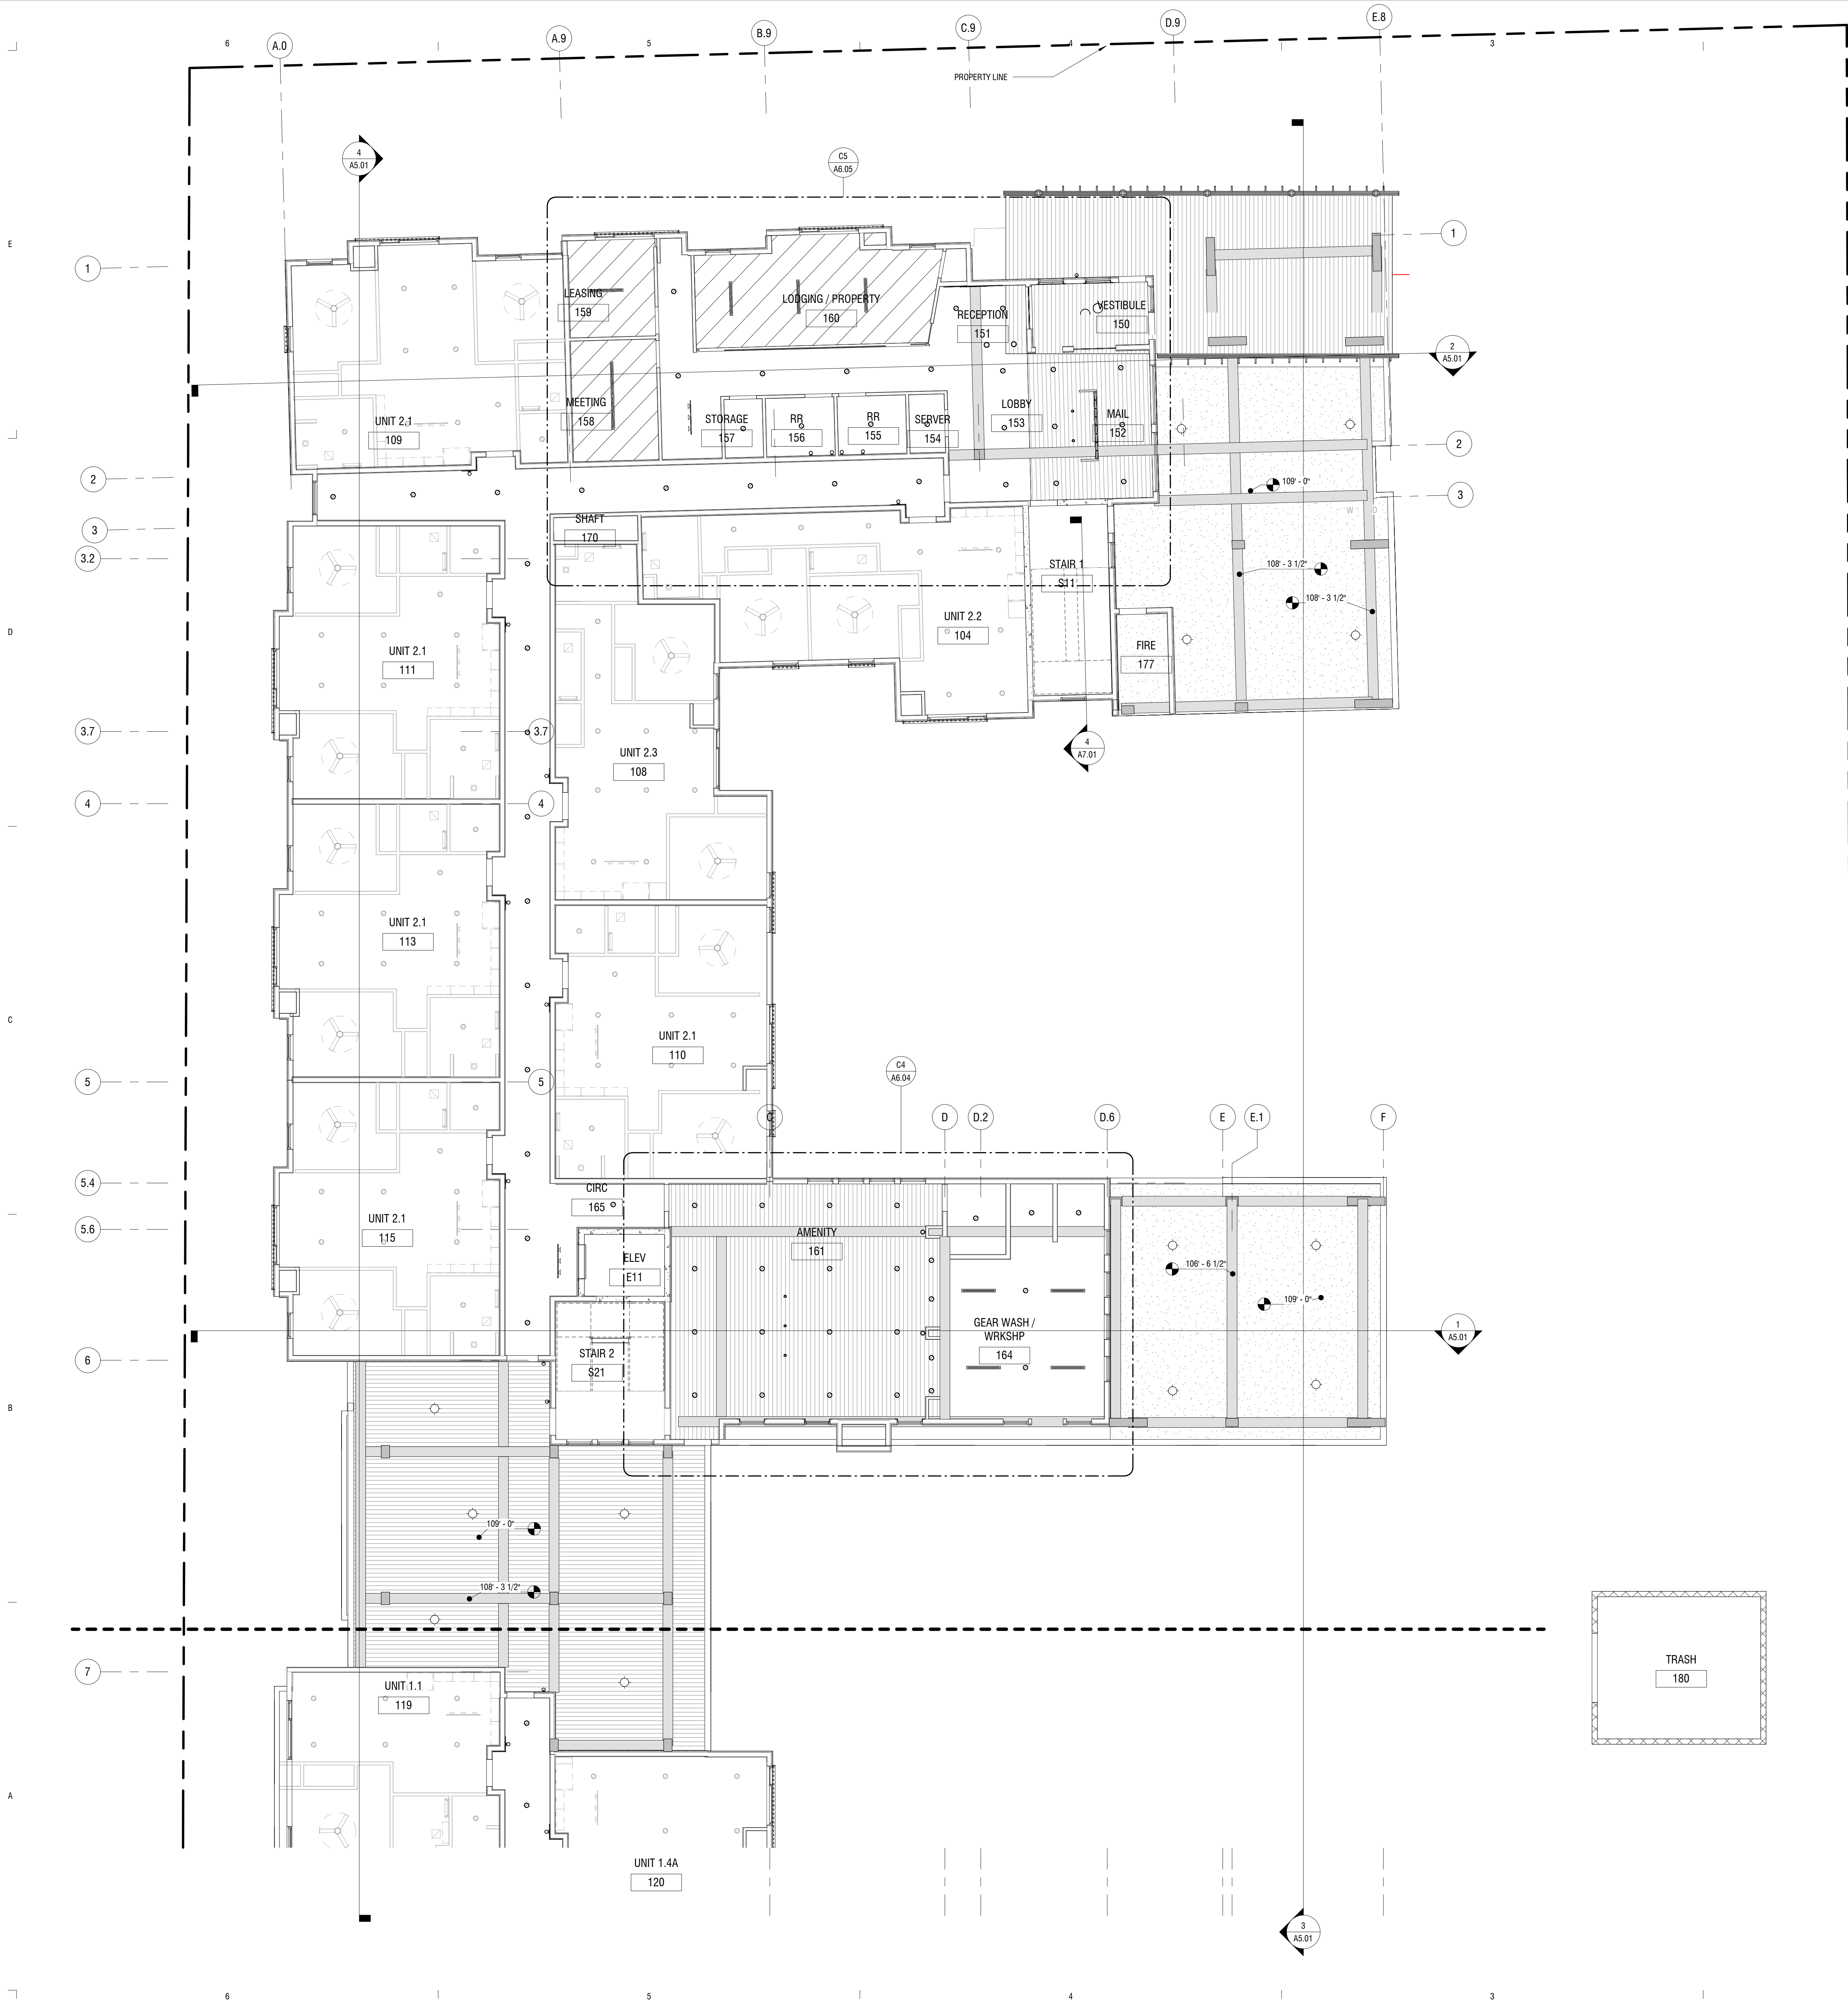 6
5
4
3
A.0
A.9
B.9
C.9
D.9
E.8
PROPERTY LINE
4
A5.01
C5
A6.05
E
1
1
LEASING
159
LODGING / PROPERTY
160
RECEPTION
151
VESTIBULE
150
2
A5.01
MEETING
158
UNIT 2.1
109
STORAGE
157
RR
156
RR
155
SERVER
154
LOBBY
153
MAIL
152
2
2
3
3
109' - 0"
SHAFT
170
3.2
STAIR 1
S11
108' - 3 1/2"
108' - 3 1/2"
D
UNIT 2.2
104
UNIT 2.1
111
FIRE
177
3.7
3.7
4
A7.01
UNIT 2.3
108
4
4
UNIT 2.1
113
C
UNIT 2.1
110
5
5
C4
A6.04
C
D
D.2
D.6
E
E.1
F
5.4
CIRC
165
5.6
UNIT 2.1
115
AMENITY
161
ELEV
E11
106' - 6 1/2"
109' - 0"
GEAR WASH /
WRKSHP
164
1
A5.01
6
STAIR 2
S21
B
109' - 0"
108' - 3 1/2"
7
UNIT 1.1
119
TRASH
180
A
UNIT 1.4A
120
3
A5.01
6
5
4
3